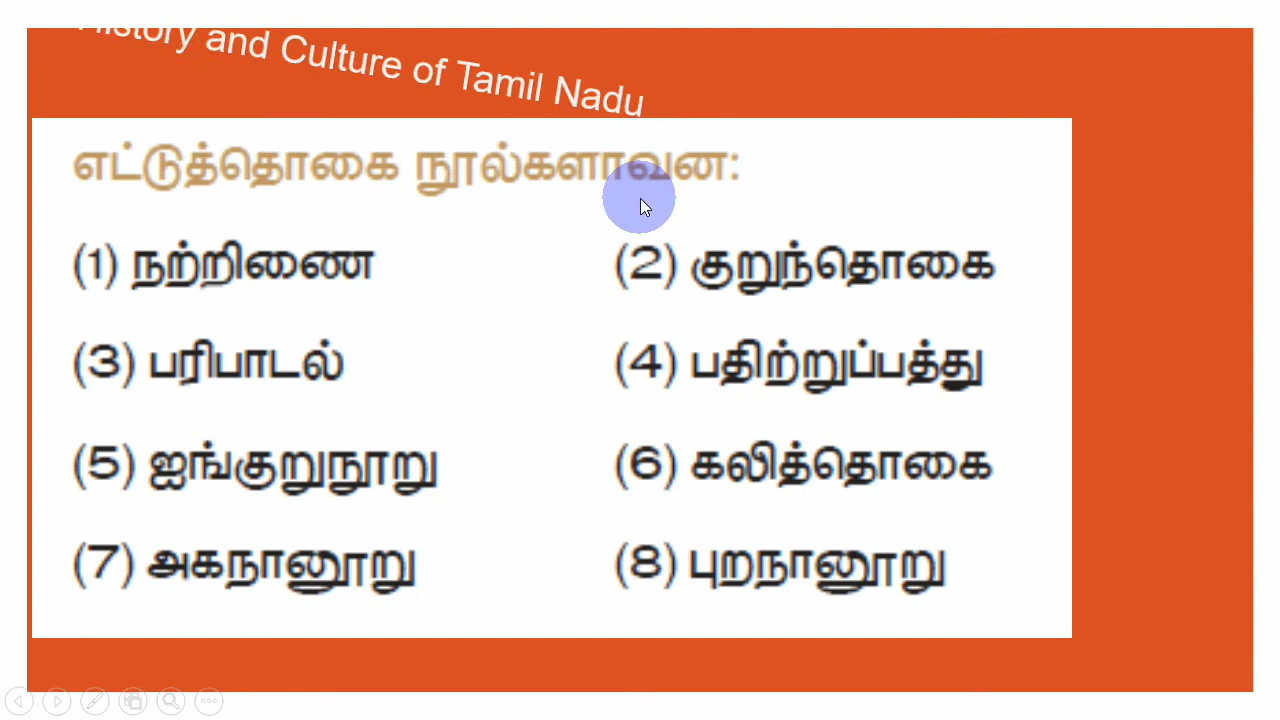 History and Culture of Tamil Nadu
எட்டுத்தொகை நூல்களாவன:
(1) நற்றிணை (2) குறுந்தொகை
(3) பரிபாடல் (4) பதிற்றுப்பத்து
(5) ஐங்குறுநூறு (6) கலித்தொகை
(7) அகநானூறு (8) புறநானூறு